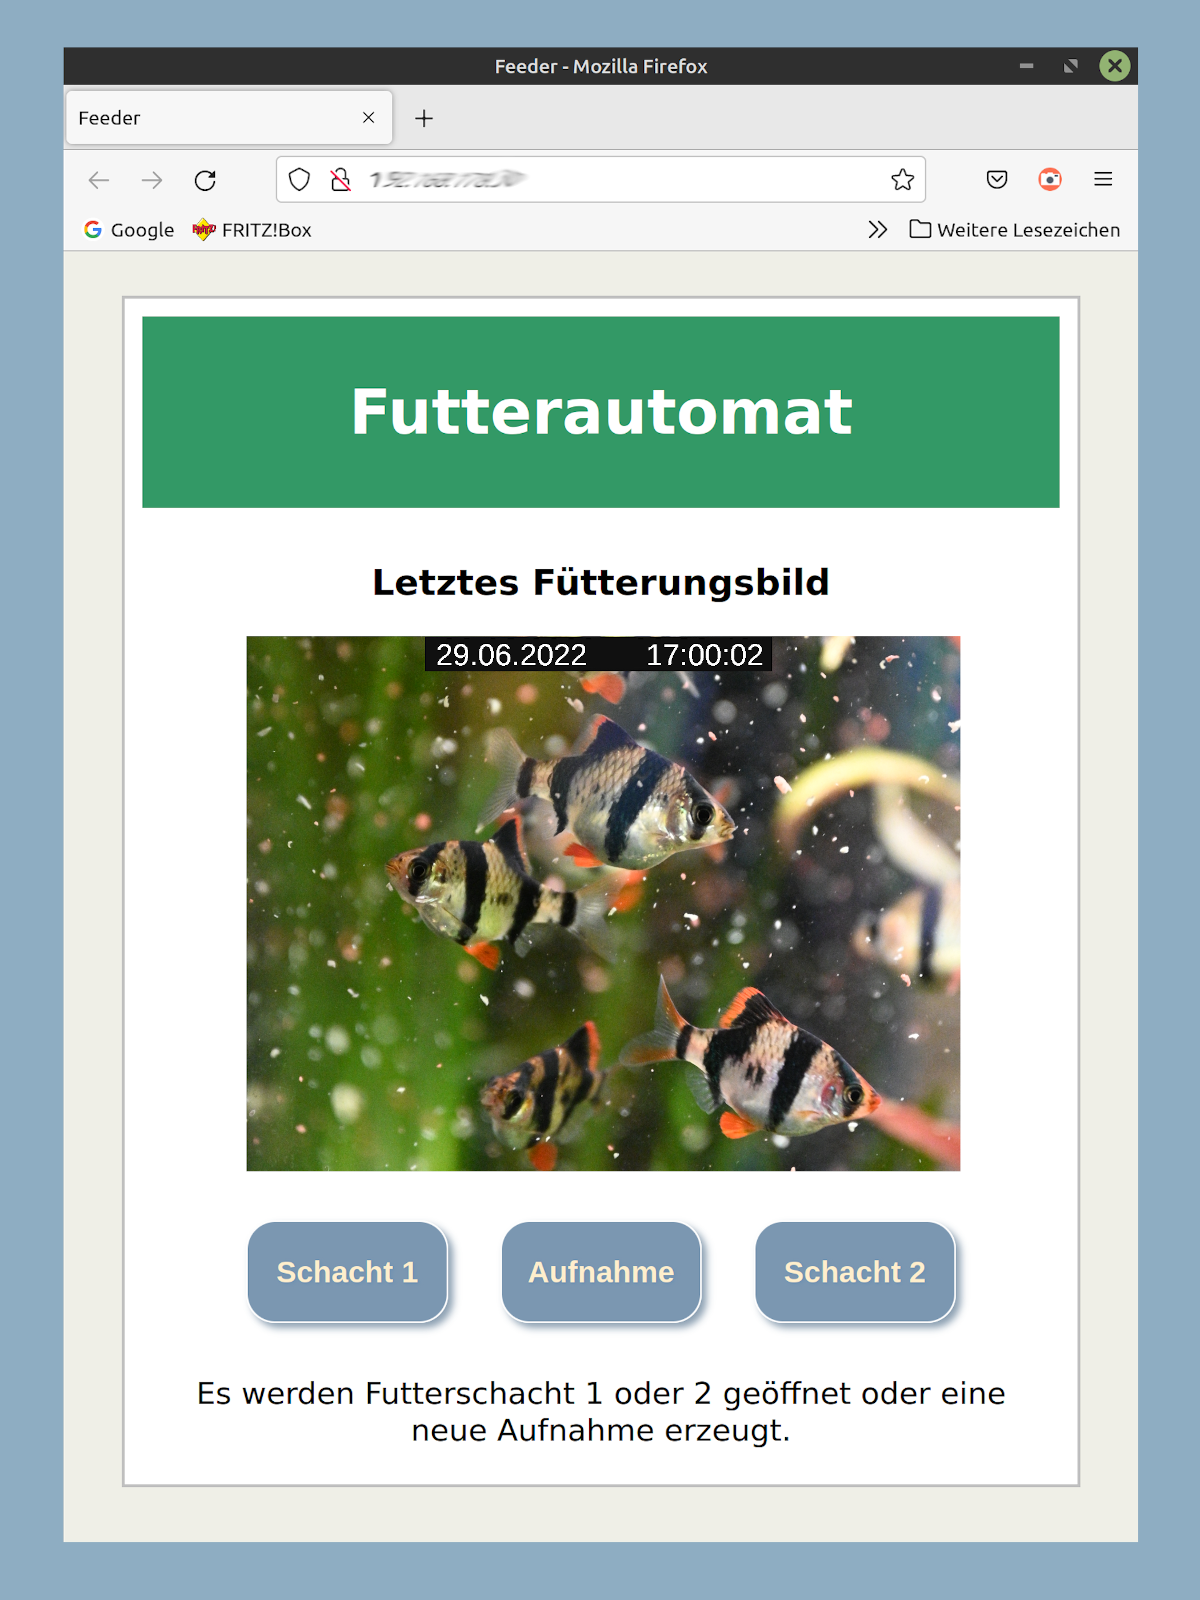 Feeder - Mozilla Firefox
Feeder
Google FRITZ!Box Weitere Lesezeichen
Futterautomat
Letztes Fütterungsbild
29.06.2022 17:00:02
Schacht 1 Aufnahme Schacht 2
Es werden Futterschacht 1 oder 2 geöffnet oder eine
neue Aufnahme erzeugt.